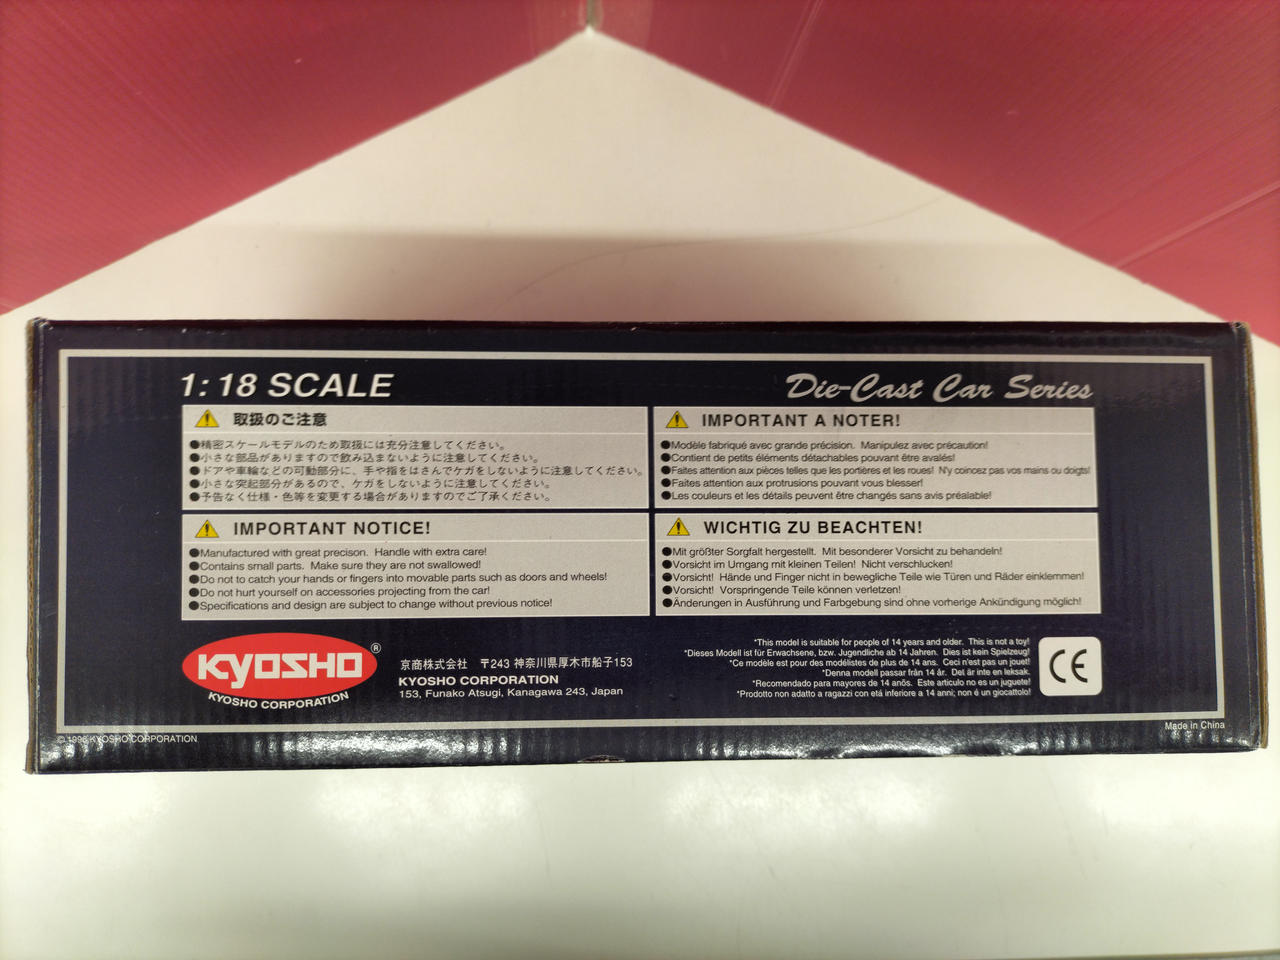 1:18 SCALE
Die-Cast Car Series
取扱のご注意
●精密スケールモデルのため取扱には充分注意してください。
●小さな部品がありますので飲み込まないように注意してください。
●ドアや車輪などの可動部分に、手や指をはさんでケガをしないように注意してください。
●小さな突起部分があるので、ケガをしないように注意してください。
●予告なく仕様・色等を変更する場合がありますのでご了承ください。
IMPORTANT A NOTER!
●Modèle fabriqué avec grande précision. Manipulez avec précaution!
●Contient de petits éléments détachables pouvant être avalés!
●Faites attention aux pièces telles que les portières et les roues! N'y coincez pas vos mains ou doigts!
●Faites attention aux protrusions pouvant vous blesser!
●Les couleurs et les détails peuvent être changés sans avis préalable!
IMPORTANT NOTICE!
●Manufactured with great precison. Handle with extra care!
●Contains small parts. Make sure they are not swallowed!
●Do not to catch your hands or fingers into movable parts such as doors and wheels!
●Do not hurt yourself on accessories projecting from the car!
●Specifications and design are subject to change without previous notice!
WICHTIG ZU BEACHTEN!
●Mit größter Sorgfalt hergestellt. Mit besonderer Vorsicht zu behandeln!
●Vorsicht im Umgang mit kleinen Teilen! Nicht verschlucken!
●Vorsicht! Hände und Finger nicht in bewegliche Teile wie Türen und Räder einklemmen!
●Vorsicht! Vorspringende Teile können verletzen!
●Änderungen in Ausführung und Farbgebung sind ohne vorherige Ankündigung möglich!
KYOSHO®
KYOSHO CORPORATION
京商株式会社 〒243 神奈川県厚木市船子153
KYOSHO CORPORATION
153, Funako Atsugi, Kanagawa 243, Japan
*This model is suitable for people of 14 years and older. This is not a toy!
*Dieses Modell ist für Erwachsene, bzw. Jugendliche ab 14 Jahren. Dies ist kein Spielzeug!
*Ce modèle est pour des modélistes de plus de 14 ans. Ceci n'est pas un jouet!
*Denna modell passar från 14 år. Det är inte en leksak.
*Recomendado para mayores de 14 anõs. Este articulo no es un juguete!
*Prodotto non adatto a ragazzi con etá inferiore a 14 anni; non é un giocattolo!
CE
© 1996 KYOSHO CORPORATION
Made in China